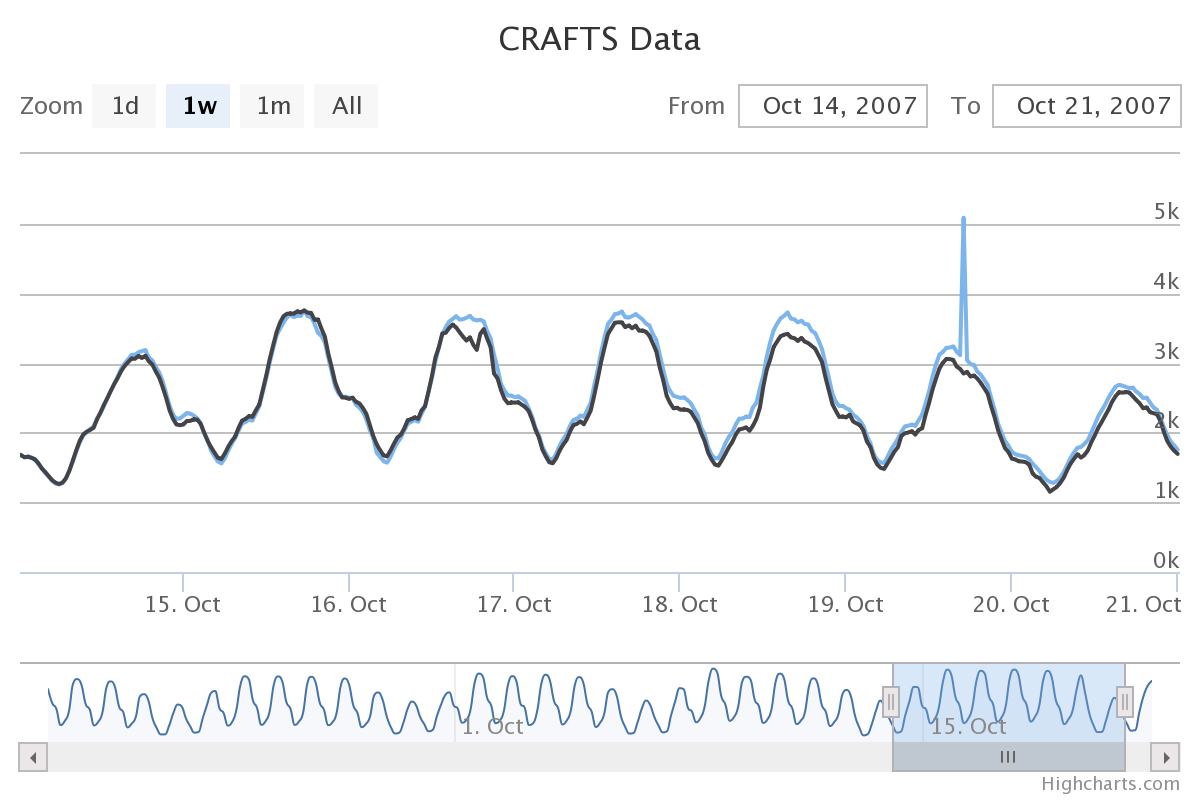 CRAFTS Data
Zoom 1d 1w 1m All From Oct 14, 2007 To Oct 21, 2007
5k
4k
3k
2k
1k
0k
15. Oct 16. Oct 17. Oct 18. Oct 19. Oct 20. Oct 21. Oct
1. Oct 15. Oct
Highcharts.com